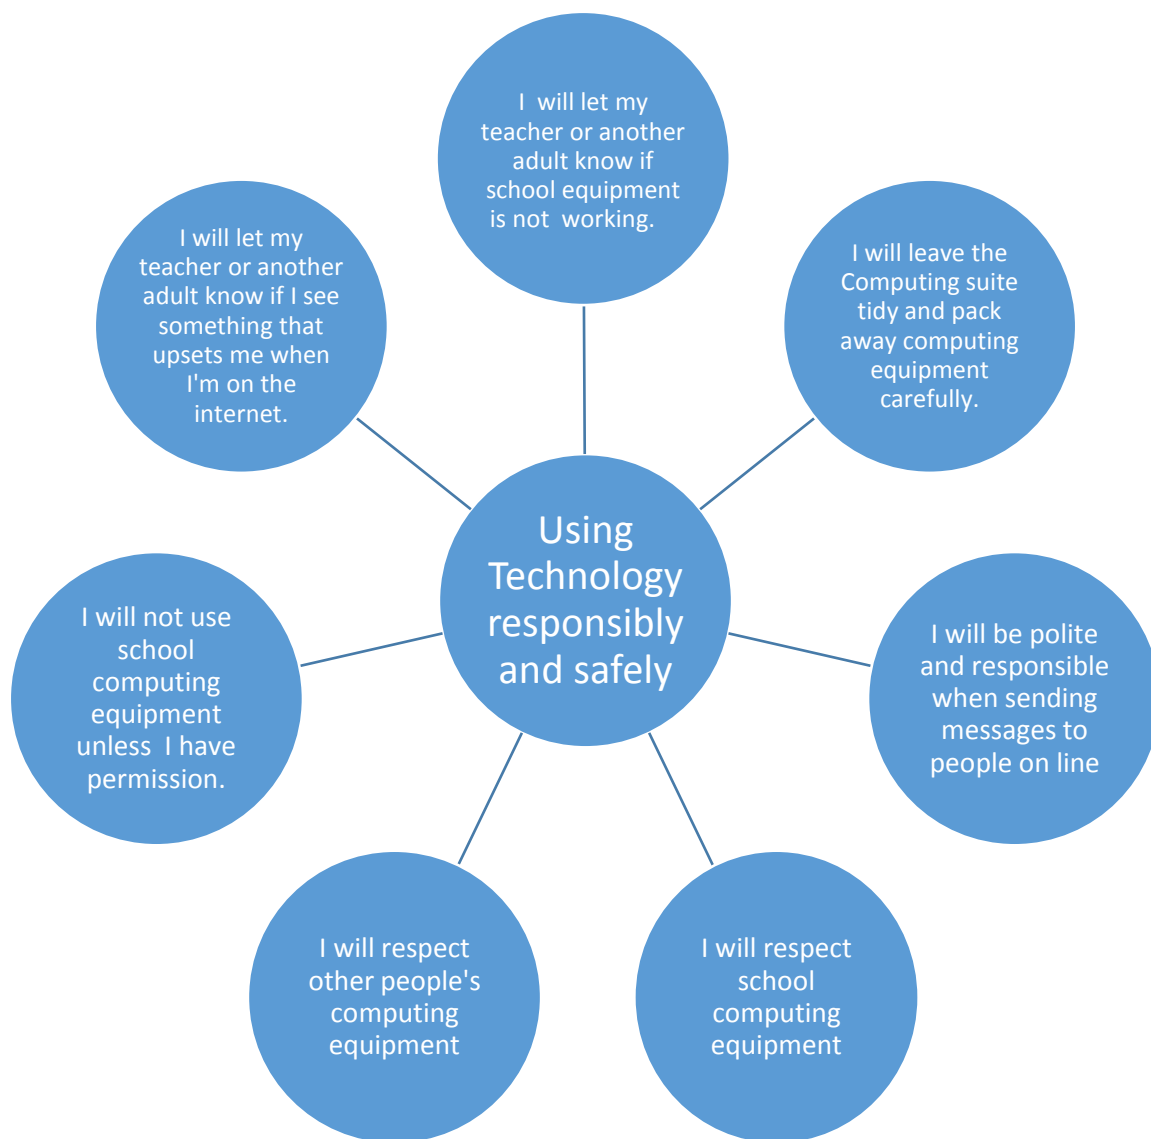 I will let my
teacher or another
adult know if
school equipment
is not working.
I will leave the
Computing suite
tidy and pack
away computing
equipment
carefully.
I will be polite
and responsible
when sending
messages to
people on line
I will respect
school
computing
equipment
I will respect
other people's
computing
equipment
I will not use
school
computing
equipment
unless I have
permission.
I will let my
teacher or another
adult know if I see
something that
upsets me when
I'm on the
internet.
Using
Technology
responsibly
and safely